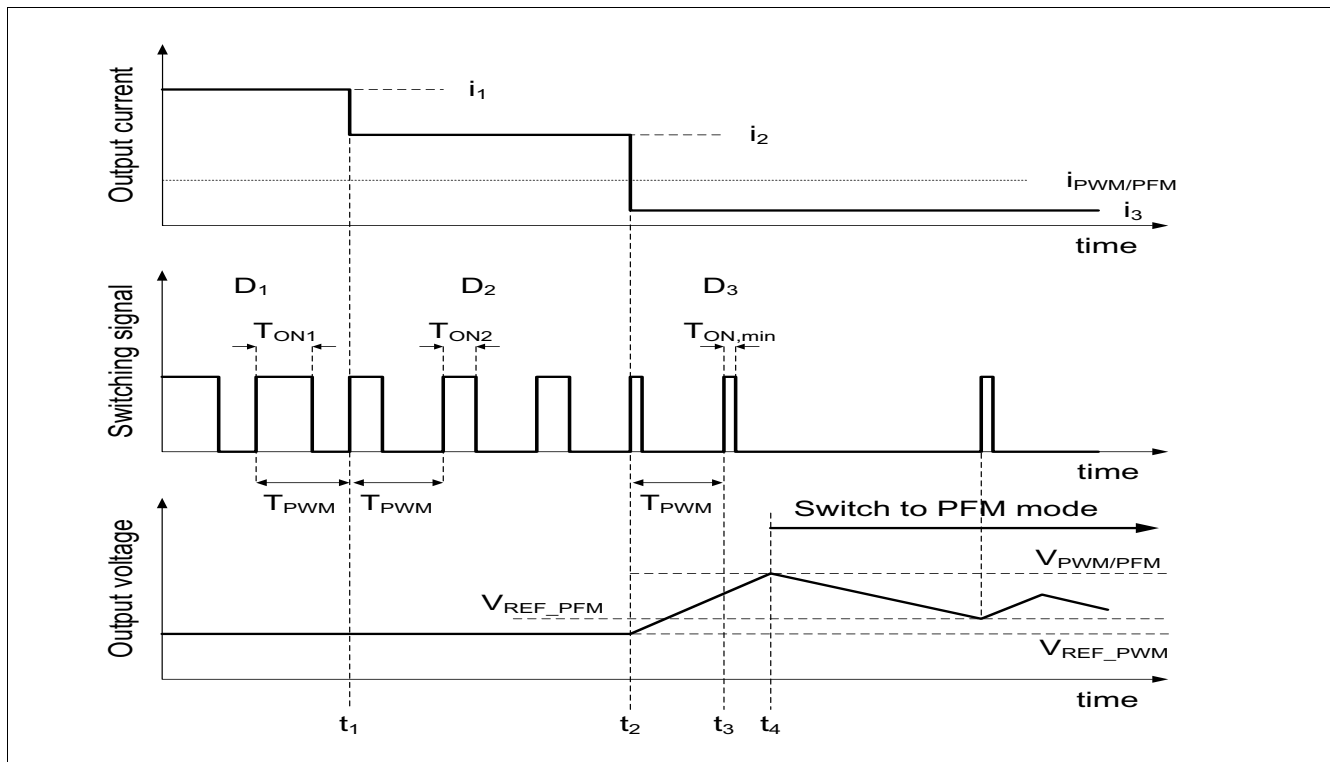 Output current
i1
i2
iPWM/PFM
i3
time
Switching signal
D1
D2
D3
TON1
TON2
TON,min
time
TPWM
TPWM
TPWM
Output voltage
Switch to PFM mode
VPWM/PFM
VREF_PFM
VREF_PWM
time
t1
t2
t3
t4